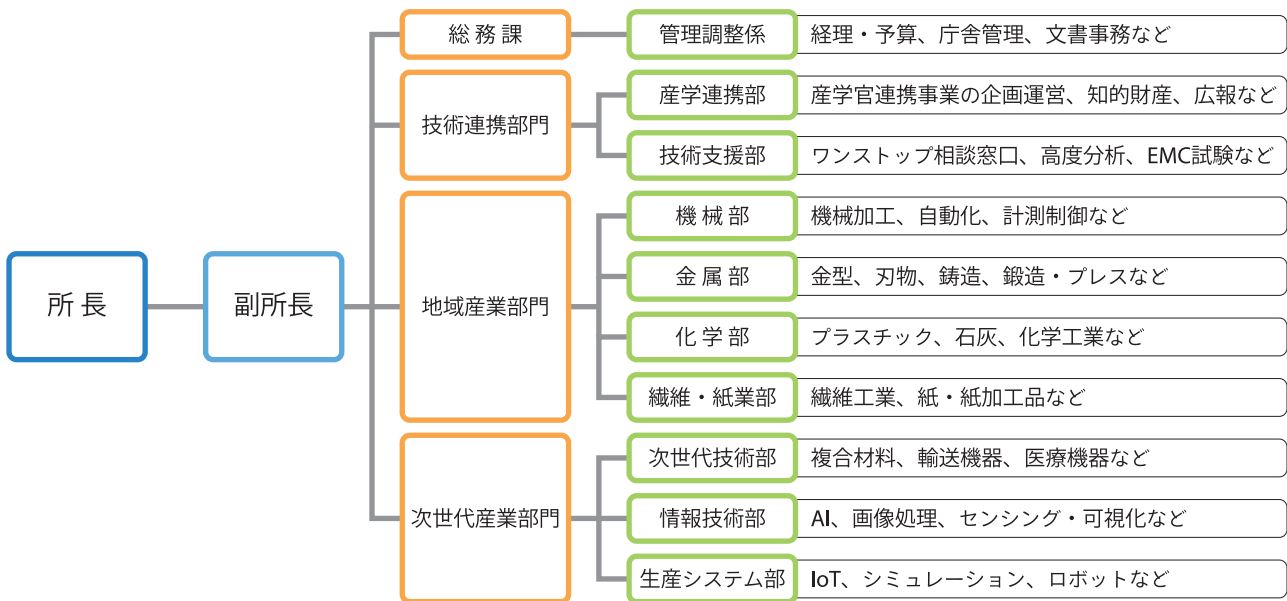 所長
副所長
総務課
管理調整係
経理・予算、庁舎管理、文書事務など
技術連携部門
産学連携部
産学官連携事業の企画運営、知的財産、広報など
技術支援部
ワンストップ相談窓口、高度分析、EMC試験など
地域産業部門
機械部
機械加工、自動化、計測制御など
金属部
金型、刃物、鋳造、鍛造・プレスなど
化学部
プラスチック、石灰、化学工業など
繊維・紙業部
繊維工業、紙・紙加工品など
次世代産業部門
次世代技術部
複合材料、輸送機器、医療機器など
情報技術部
AI、画像処理、センシング・可視化など
生産システム部
IoT、シミュレーション、ロボットなど